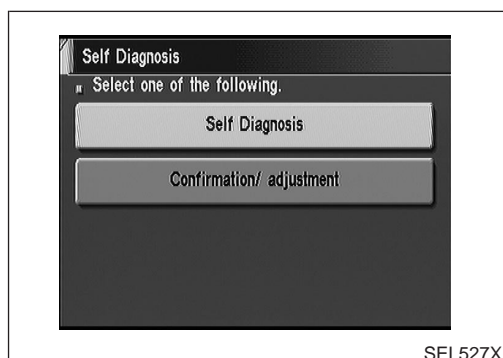 Self Diagnosis
Select one of the following.
Self Diagnosis
Confirmation/ adjustment
SEL527X